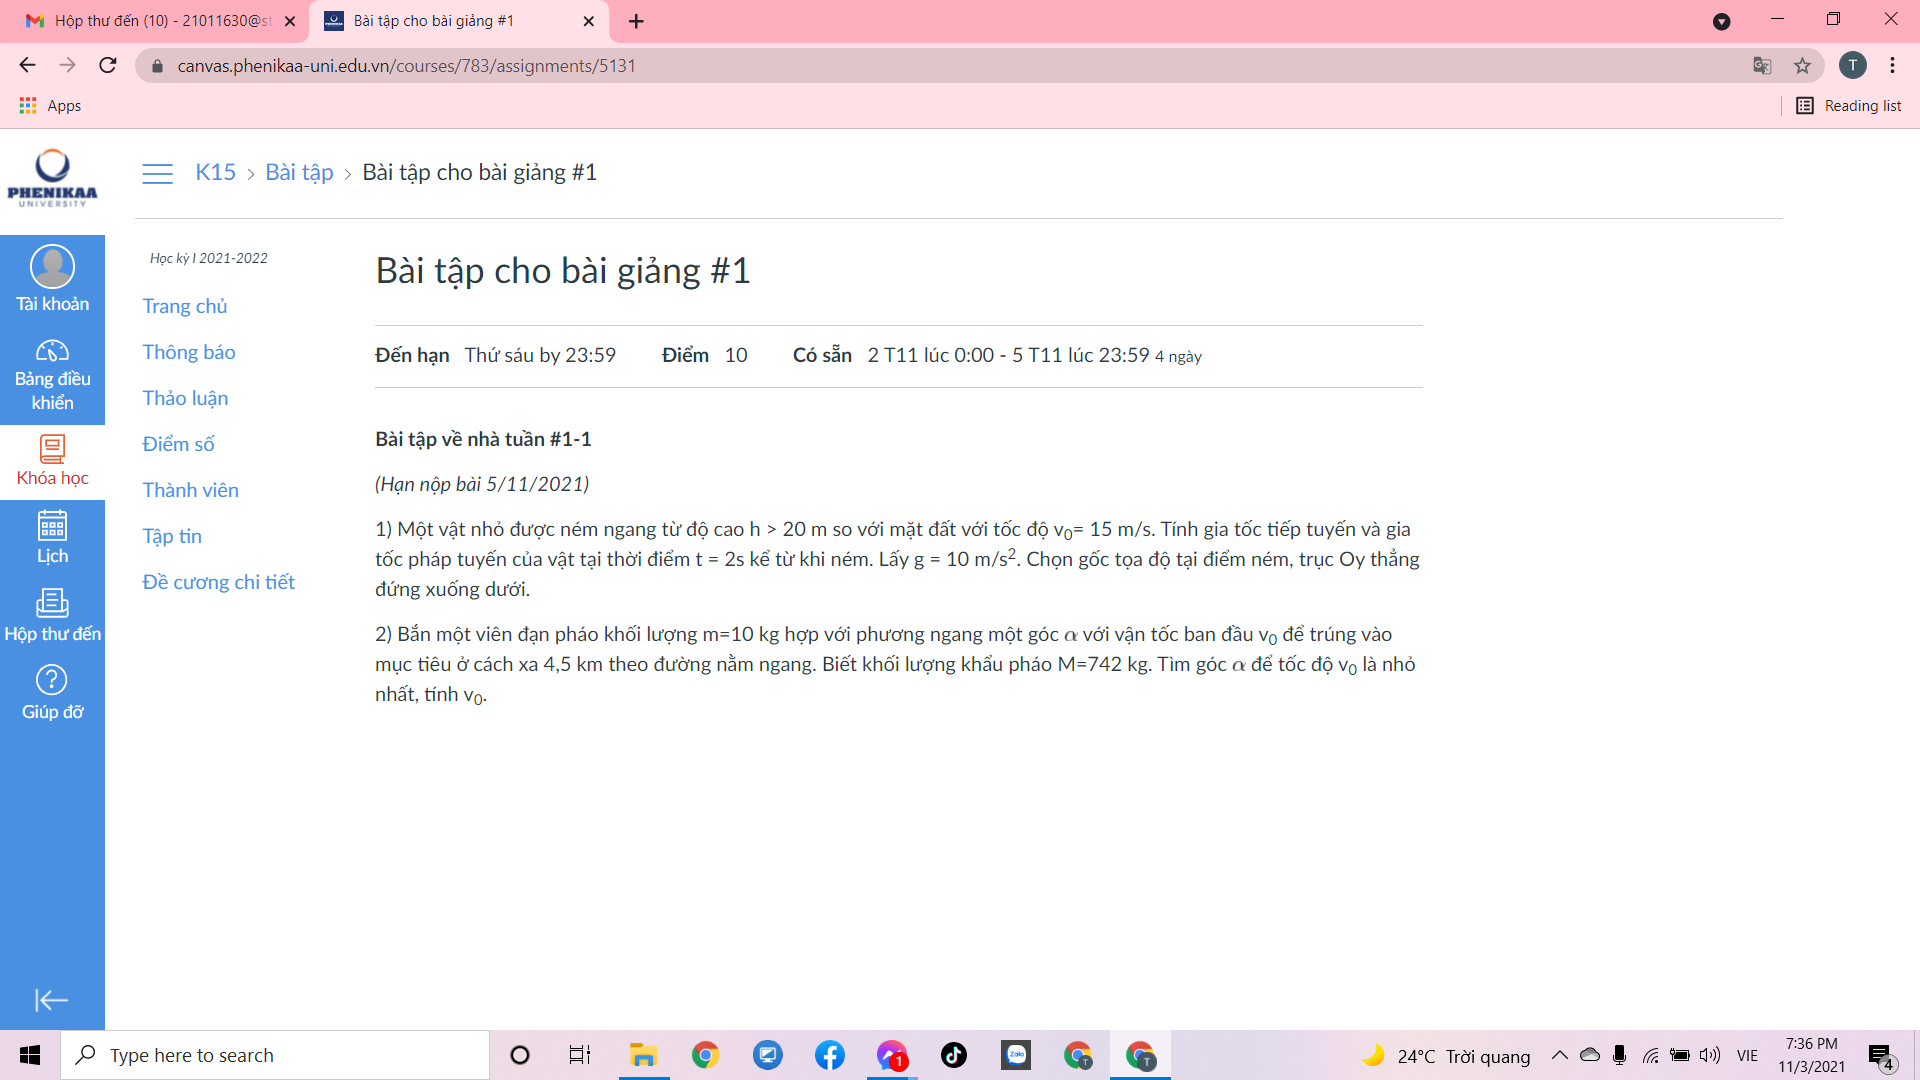 Hộp thư đến (10) - 21011630@st
Bài tập cho bài giảng #1
canvas.phenikaa-uni.edu.vn/courses/783/assignments/5131
T
Apps
Reading list
PHENIKAA
UNIVERSITY
K15 > Bài tập > Bài tập cho bài giảng #1
Tài khoản
Bảng điều
khiển
Khóa học
Lịch
Hộp thư đến
Giúp đỡ
Học kỳ I 2021-2022
Trang chủ
Thông báo
Thảo luận
Điểm số
Thành viên
Tập tin
Đề cương chi tiết
Bài tập cho bài giảng #1
Đến hạn Thứ sáu by 23:59 Điểm 10 Có sẵn 2 T11 lúc 0:00 - 5 T11 lúc 23:59 4 ngày
Bài tập về nhà tuần #1-1
(Hạn nộp bài 5/11/2021)
1) Một vật nhỏ được ném ngang từ độ cao h > 20 m so với mặt đất với tốc độ v₀= 15 m/s. Tính gia tốc tiếp tuyến và gia
tốc pháp tuyến của vật tại thời điểm t = 2s kể từ khi ném. Lấy g = 10 m/s². Chọn gốc tọa độ tại điểm ném, trục Oy thẳng
đứng xuống dưới.
2) Bắn một viên đạn pháo khối lượng m=10 kg hợp với phương ngang một góc α với vận tốc ban đầu v₀ để trúng vào
mục tiêu ở cách xa 4,5 km theo đường nằm ngang. Biết khối lượng khẩu pháo M=742 kg. Tìm góc α để tốc độ v₀ là nhỏ
nhất, tính v₀.
Type here to search
1
Zalo
T
T
24°C Trời quang
VIE
7:36 PM
11/3/2021
4